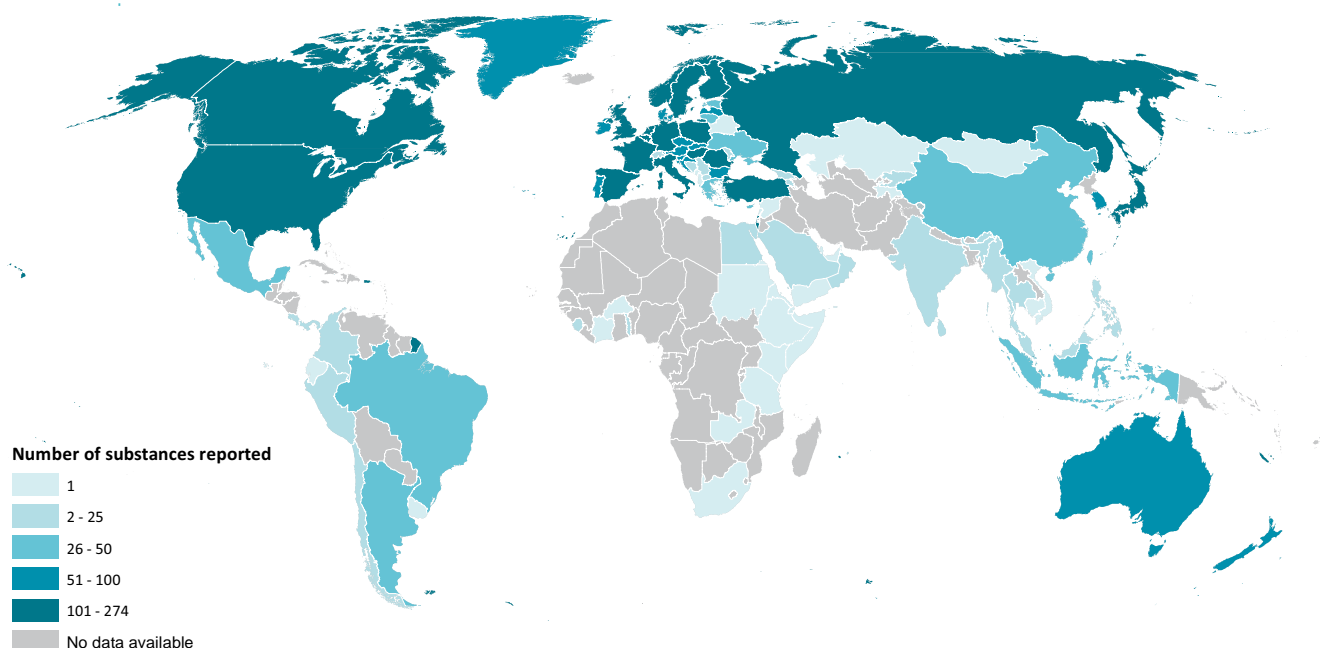 Number of substances reported
1
2 - 25
26 - 50
51 - 100
101 - 274
No data available